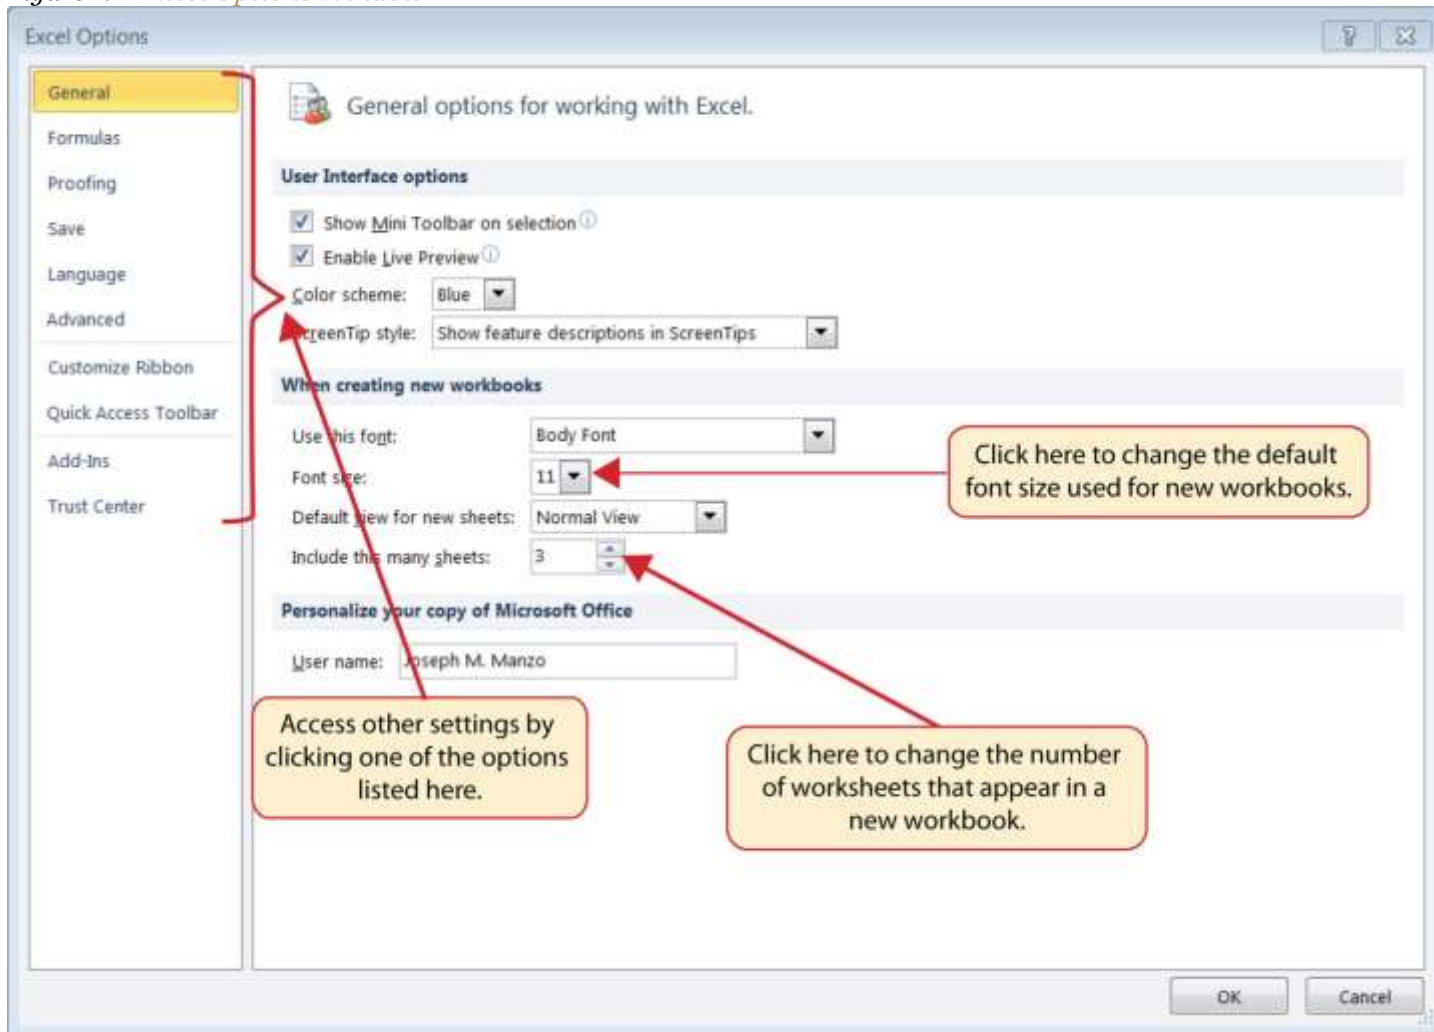 Excel Options
General
Formulas
Proofing
Save
Language
Advanced
Customize Ribbon
Quick Access Toolbar
Add-Ins
Trust Center
General options for working with Excel.
User Interface options
Show Mini Toolbar on selection
Enable Live Preview
Color scheme: Blue
ScreenTip style: Show feature descriptions in ScreenTips
When creating new workbooks
Use this font: Body Font
Font size: 11
Default view for new sheets: Normal View
Include this many sheets: 3
Personalize your copy of Microsoft Office
User name: Joseph M. Manzo
Click here to change the default
font size used for new workbooks.
Access other settings by
clicking one of the options
listed here.
Click here to change the number
of worksheets that appear in a
new workbook.
OK
Cancel